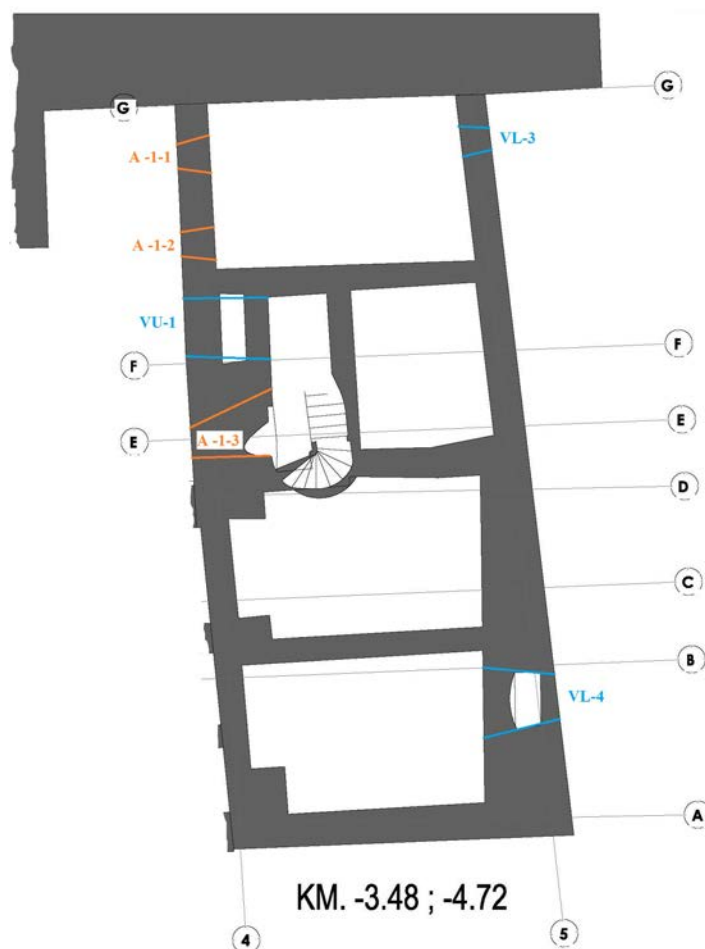 G
G
A -1-1
VL-3
A -1-2
VU-1
F
F
E
E
A -1-3
D
C
B
VL-4
A
KM. -3.48 ; -4.72
4
5